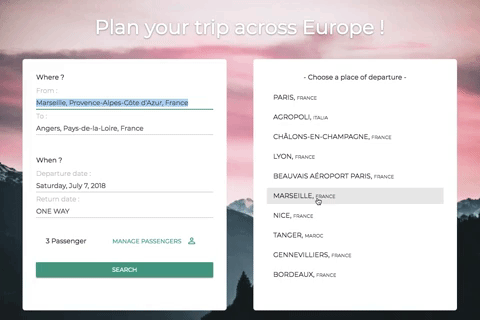 Plan your trip across Europe !
Where ?
From :
Marseille, Provence-Alpes-Côte d'Azur, France
To :
Angers, Pays-de-la-Loire, France
When ?
Departure date :
Saturday, July 7, 2018
Return date :
ONE WAY
3 Passenger
MANAGE PASSENGERS
SEARCH
- Choose a place of departure -
PARIS, FRANCE
AGROPOLI, ITALIA
CHÂLONS-EN-CHAMPAGNE, FRANCE
LYON, FRANCE
BEAUVAIS AÉROPORT PARIS, FRANCE
MARSEILLE, FRANCE
NICE, FRANCE
TANGER, MAROC
GENNEVILLIERS, FRANCE
BORDEAUX, FRANCE